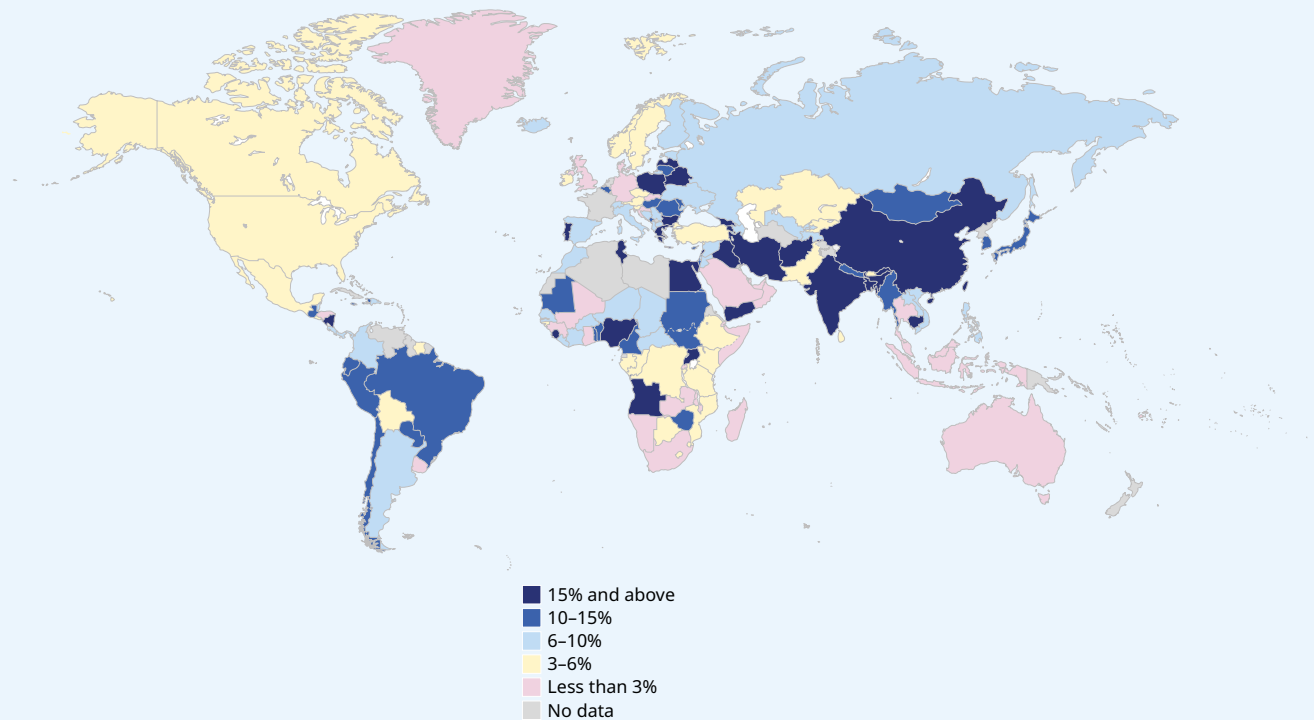 15% and above
10–15%
6–10%
3–6%
Less than 3%
No data